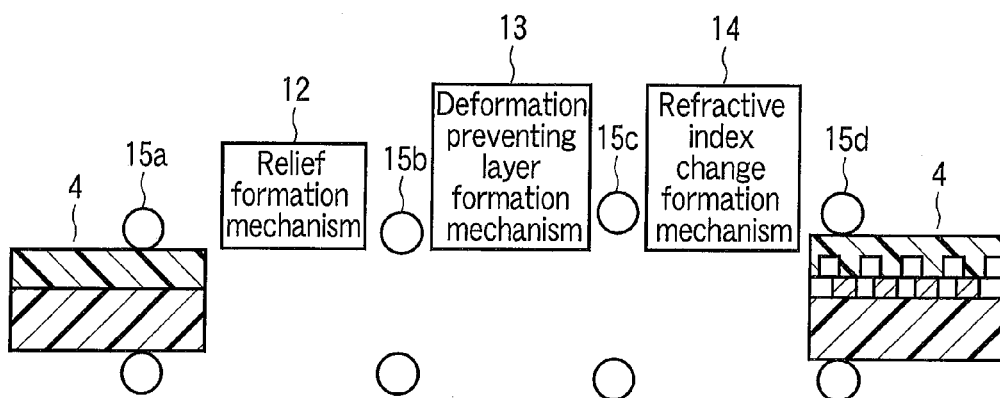 13
14
12
Deformation
preventing
layer
formation
mechanism
Refractive
index
change
formation
mechanism
15a
Relief
formation
mechanism
15b
15c
15d
4
4